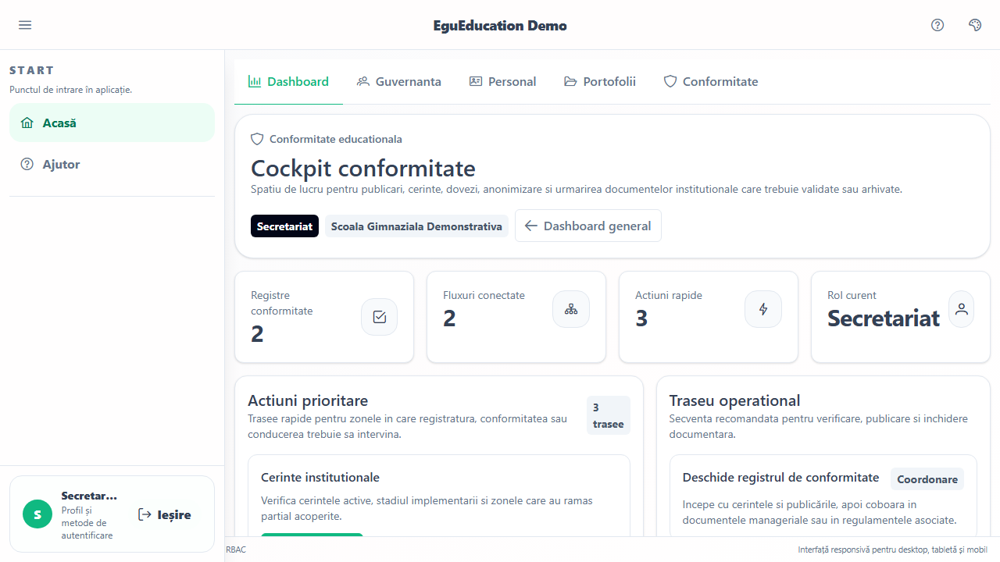 EguEducation Demo
START
Punctul de intrare în aplicație.
Acasă
Ajutor
Secretar...
Profil și
metode de
autentificare
Ieșire
Dashboard
Guvernanta
Personal
Portofolii
Conformitate
Conformitate educationala
Cockpit conformitate
Spatiu de lucru pentru publicari, cerinte, dovezi, anonimizare si urmarirea documentelor institutionale care trebuie validate sau arhivate.
Secretariat
Scoala Gimnaziala Demonstrativa
Dashboard general
Registre
conformitate
2
Fluxuri conectate
2
Actiuni rapide
3
Rol curent
Secretariat
Actiuni prioritare
Trasee rapide pentru zonele in care registratura, conformitatea sau
conducerea trebuie sa intervina.
3
trasee
Cerinte institutionale
Verifica cerintele active, stadiul implementarii si zonele care au ramas
partial acoperite.
Traseu operational
Secventa recomandata pentru verificare, publicare si inchidere
documentara.
Deschide registrul de conformitate
Coordonare
Incepe cu cerintele si publicările, apoi coboara in
documentele manageriale sau in regulamentele asociate.
RBAC
Interfață responsivă pentru desktop, tabletă și mobil